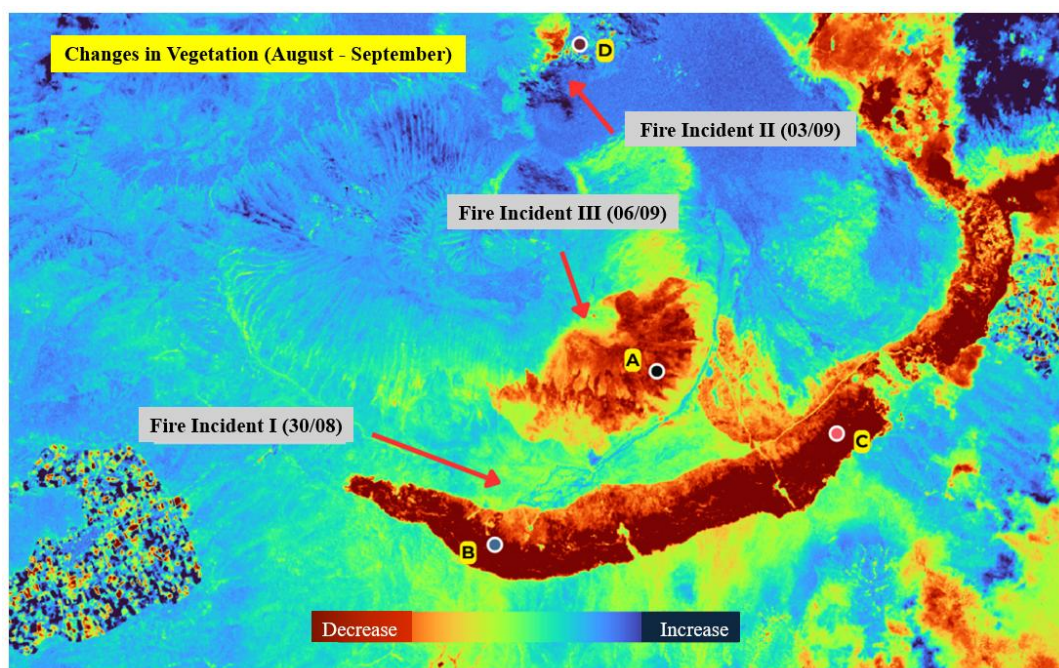 Changes in Vegetation (August - September)
D
Fire Incident II (03/09)
Fire Incident III (06/09)
A
Fire Incident I (30/08)
C
B
Decrease
Increase